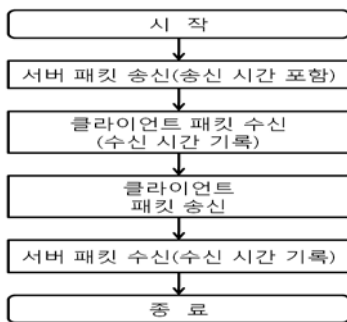 시 작
서버 패킷 송신(송신 시간 포함)
클라이언트 패킷 수신
(수신 시간 기록)
클라이언트
패킷 송신
서버 패킷 수신(수신 시간 기록)
종 료